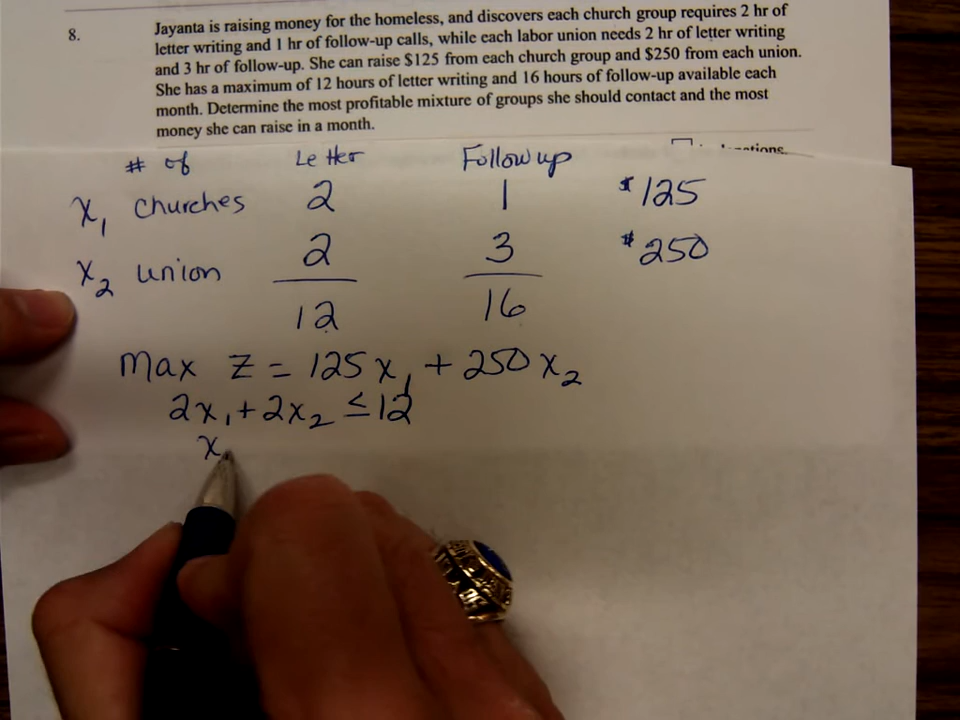 8. Jayanta is raising money for the homeless, and discovers each church group requires 2 hr of
letter writing and 1 hr of follow-up calls, while each labor union needs 2 hr of letter writing
and 3 hr of follow-up. She can raise $125 from each church group and $250 from each union.
She has a maximum of 12 hours of letter writing and 16 hours of follow-up available each
month. Determine the most profitable mixture of groups she should contact and the most
money she can raise in a month.
# of Letter Follow up
x₁ churches 2 1 $125
x₂ union 2 3 $250
12 16
Max Z = 125x₁ + 250x₂
2x₁ + 2x₂ ≤ 12
x